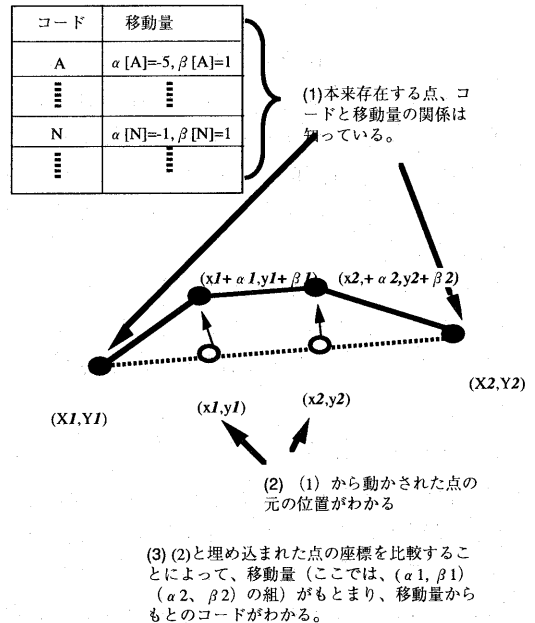 コード 移動量
A α[A]=-5, β[A]=1
N α[N]=-1, β[N]=1
(1)本来存在する点、コ
ードと移動量の関係は
知っている。
(x1+α1,y1+β1) (x2,+α2,y2+β2)
(X1,Y1)
(x1,y1)
(x2,y2)
(X2,Y2)
(2) (1)から動かされた点の
元の位置がわかる
(3) (2)と埋め込まれた点の座標を比較するこ
とによって、移動量（ここでは、(α1, β1)
（α2、β2）の組）がもとまり、移動量から
もとのコードがわかる。